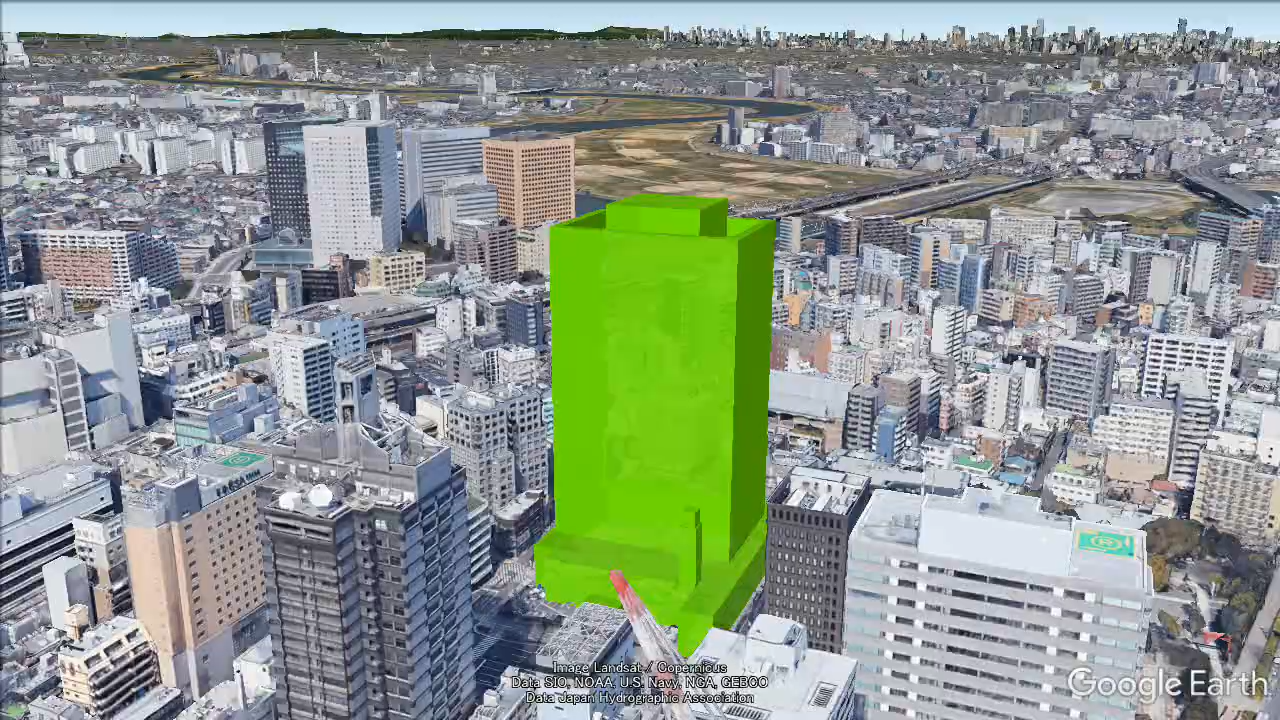 Image Landsat / Copernicus
Data SIO, NOAA, U.S. Navy, NGA, GEBCO
Data Japan Hydrographic Association
Google Earth